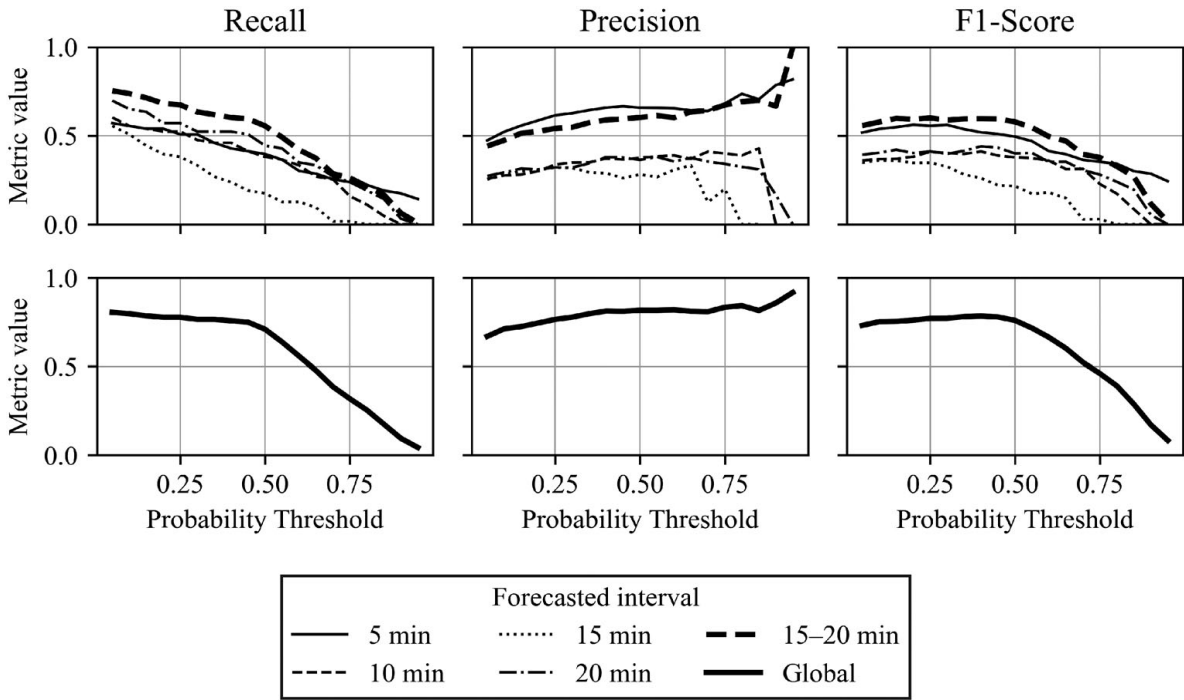 Recall Precision F1-Score
Metric value
1.0
0.5
0.0
Metric value
1.0
0.5
0.0
0.25 0.50 0.75 0.25 0.50 0.75 0.25 0.50 0.75
Probability Threshold Probability Threshold Probability Threshold
Forecasted interval
5 min 15 min 15–20 min
10 min 20 min Global